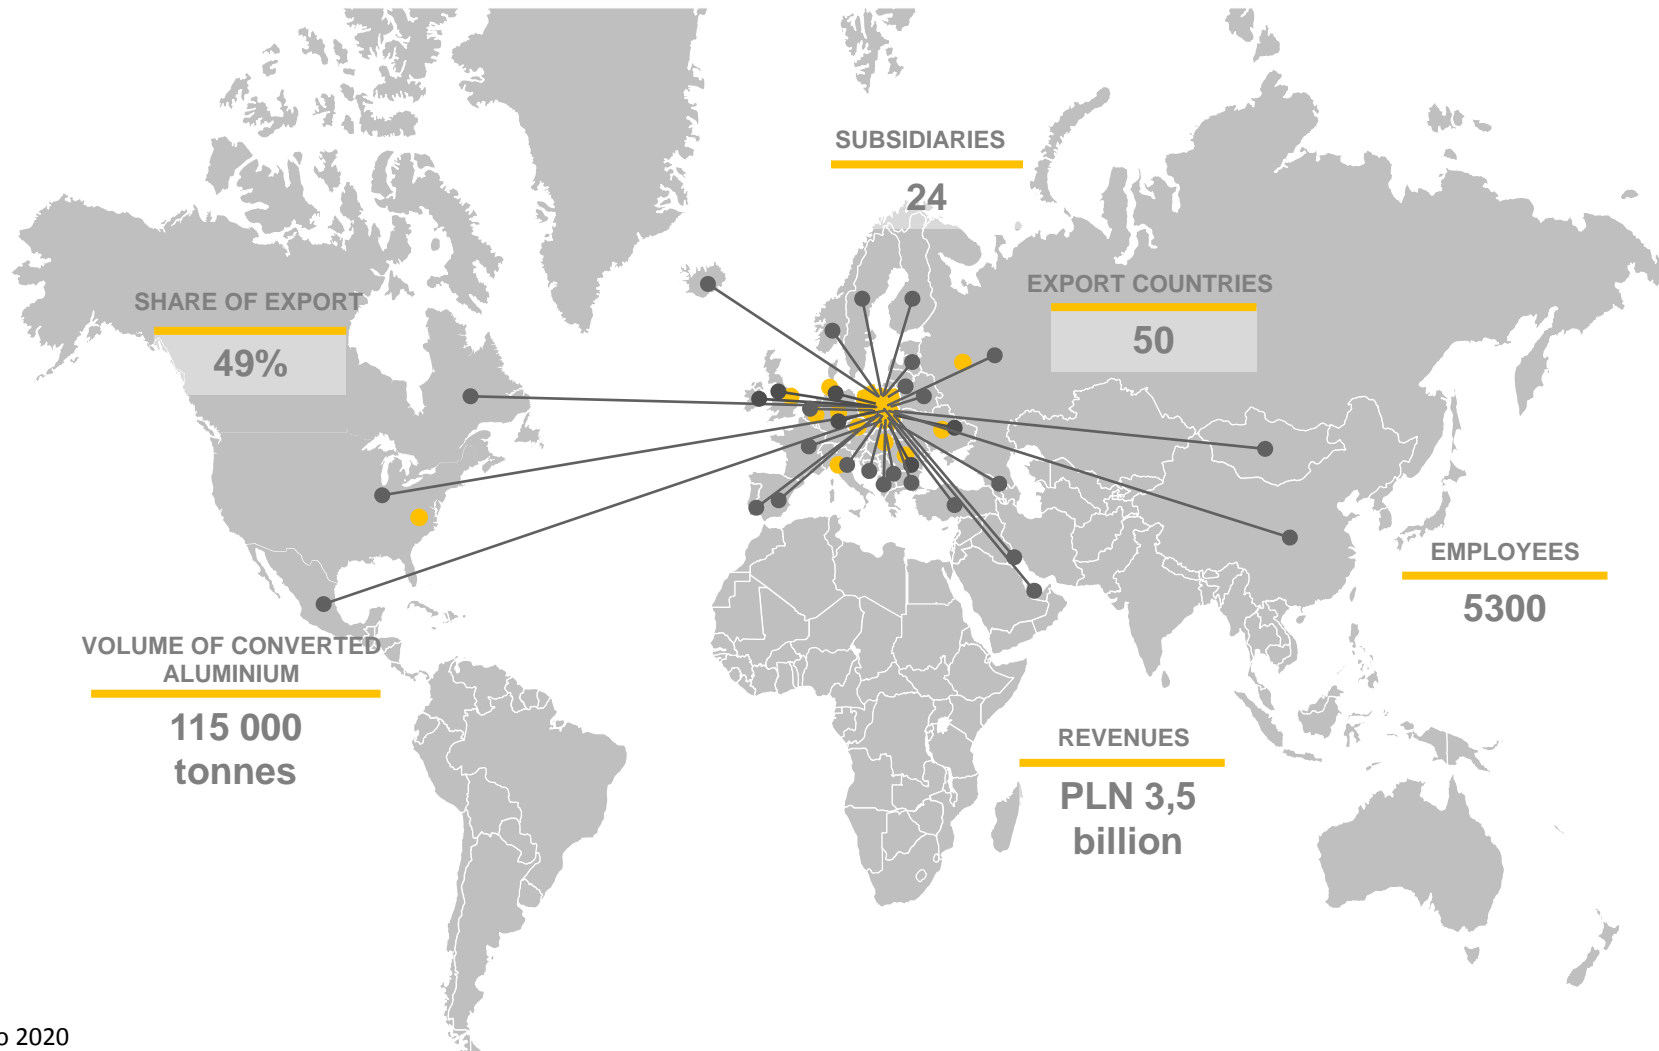 SUBSIDIARIES
24
SHARE OF EXPORT
49%
EXPORT COUNTRIES
50
EMPLOYEES
5300
VOLUME OF CONVERTED
ALUMINIUM
115 000
tonnes
REVENUES
PLN 3,5
billion
2020